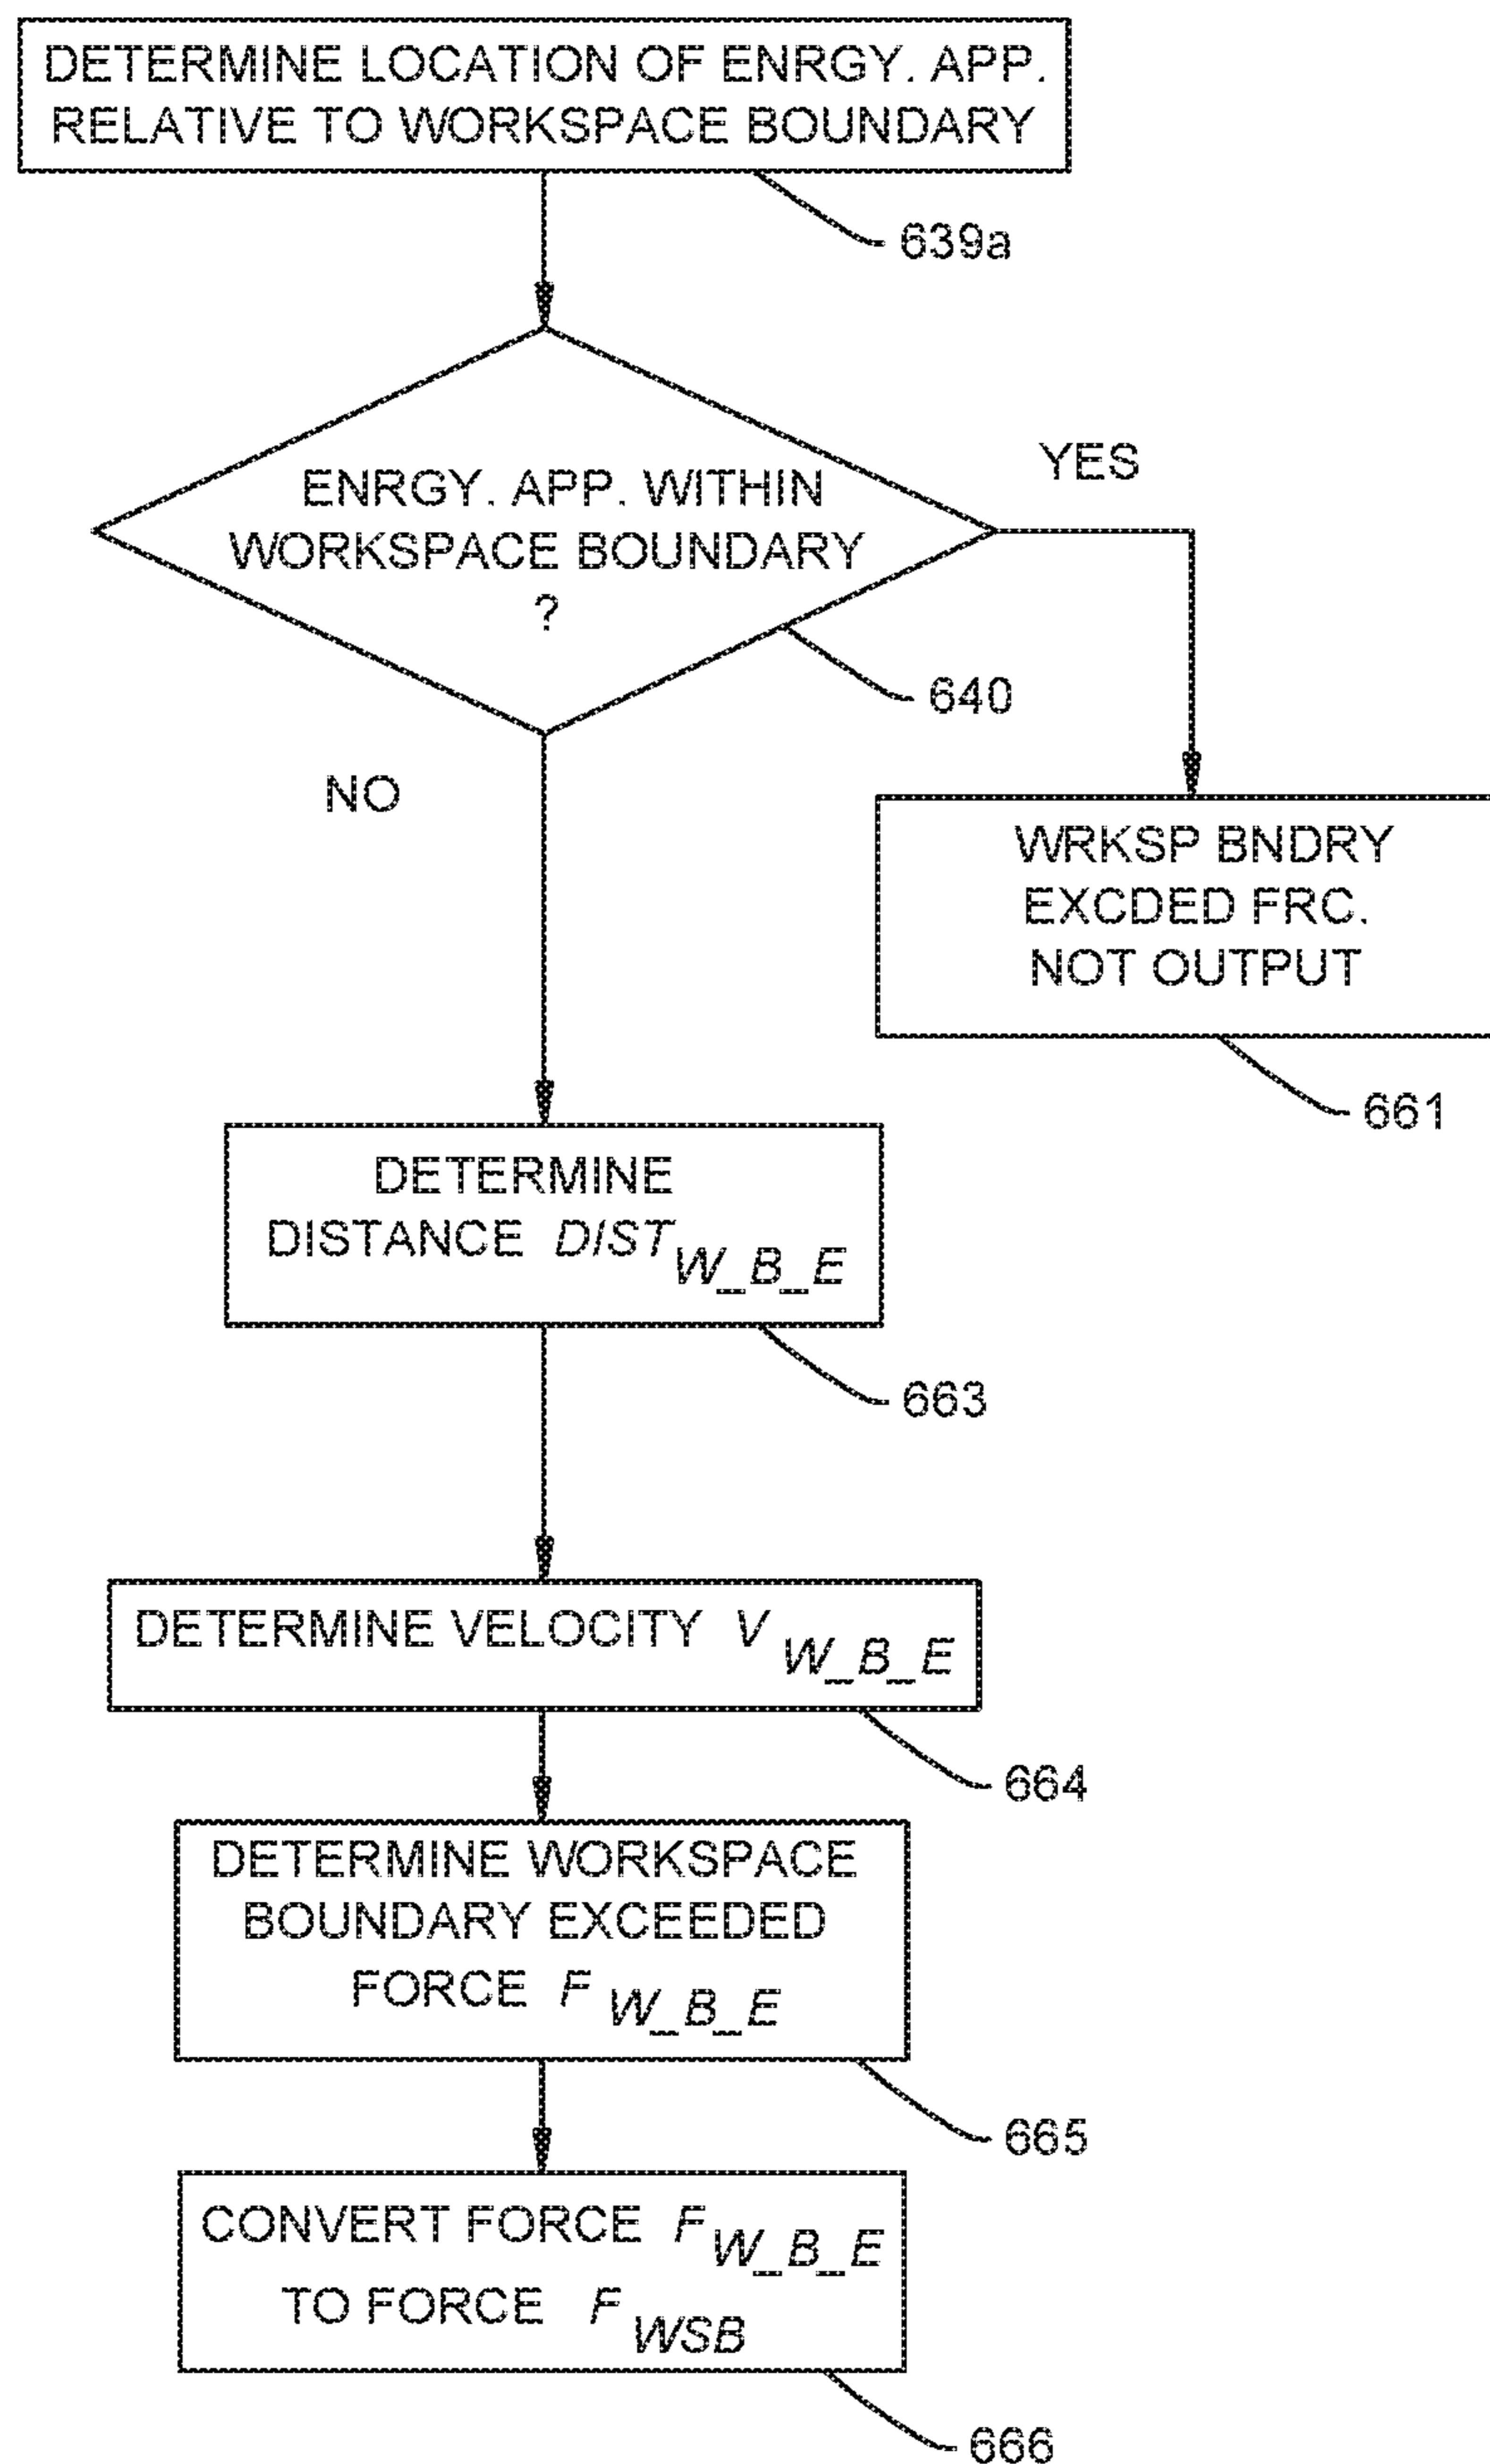 DETERMINE LOCATION OF ENRGY. APP.
RELATIVE TO WORKSPACE BOUNDARY
639a
ENRGY. APP. WITHIN
WORKSPACE BOUNDARY
?
YES
640
NO
WRKSP BNDRY
EXCDED FRC.
NOT OUTPUT
661
DETERMINE
DISTANCE DIST W_B_E
663
DETERMINE VELOCITY V W_B_E
664
DETERMINE WORKSPACE
BOUNDARY EXCEEDED
FORCE F W_B_E
665
CONVERT FORCE F W_B_E
TO FORCE F WSB
666